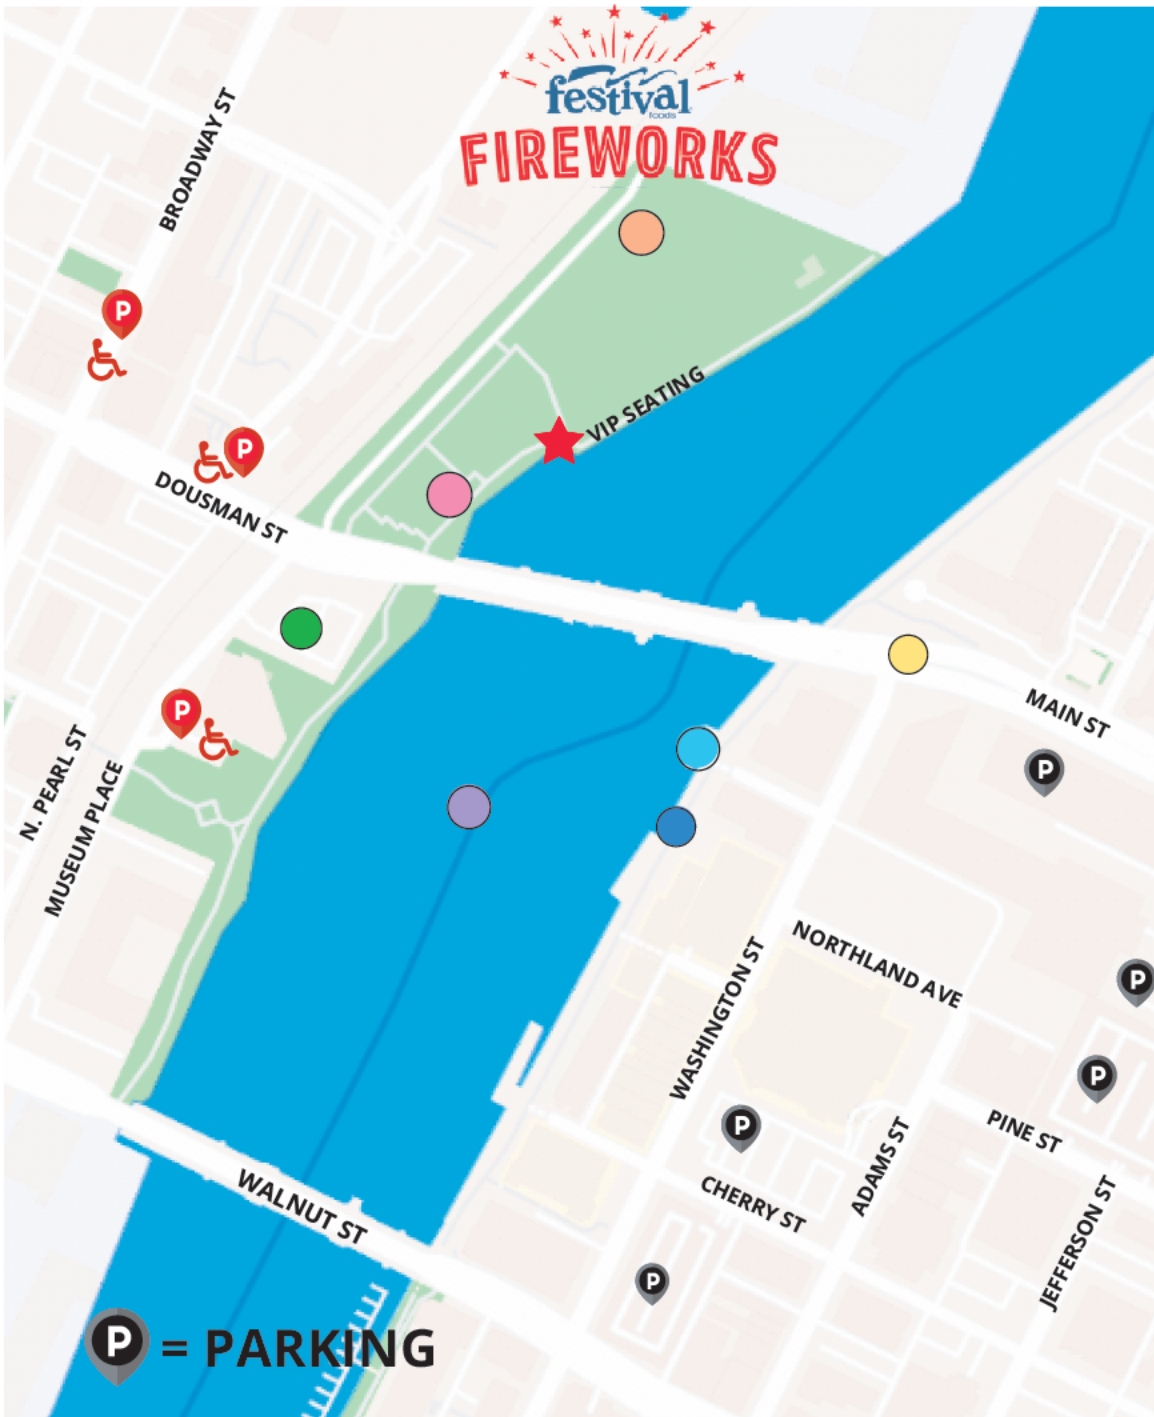 festival
foods
FIREWORKS
BROADWAY ST
P
VIP SEATING
P
DOUSMAN ST
P
MAIN ST
N. PEARL ST
MUSEUM PLACE
P
NORTHLAND AVE
WASHINGTON ST
P
P
P
PINE ST
ADAMS ST
CHERRY ST
WALNUT ST
JEFFERSON ST
P
P = PARKING